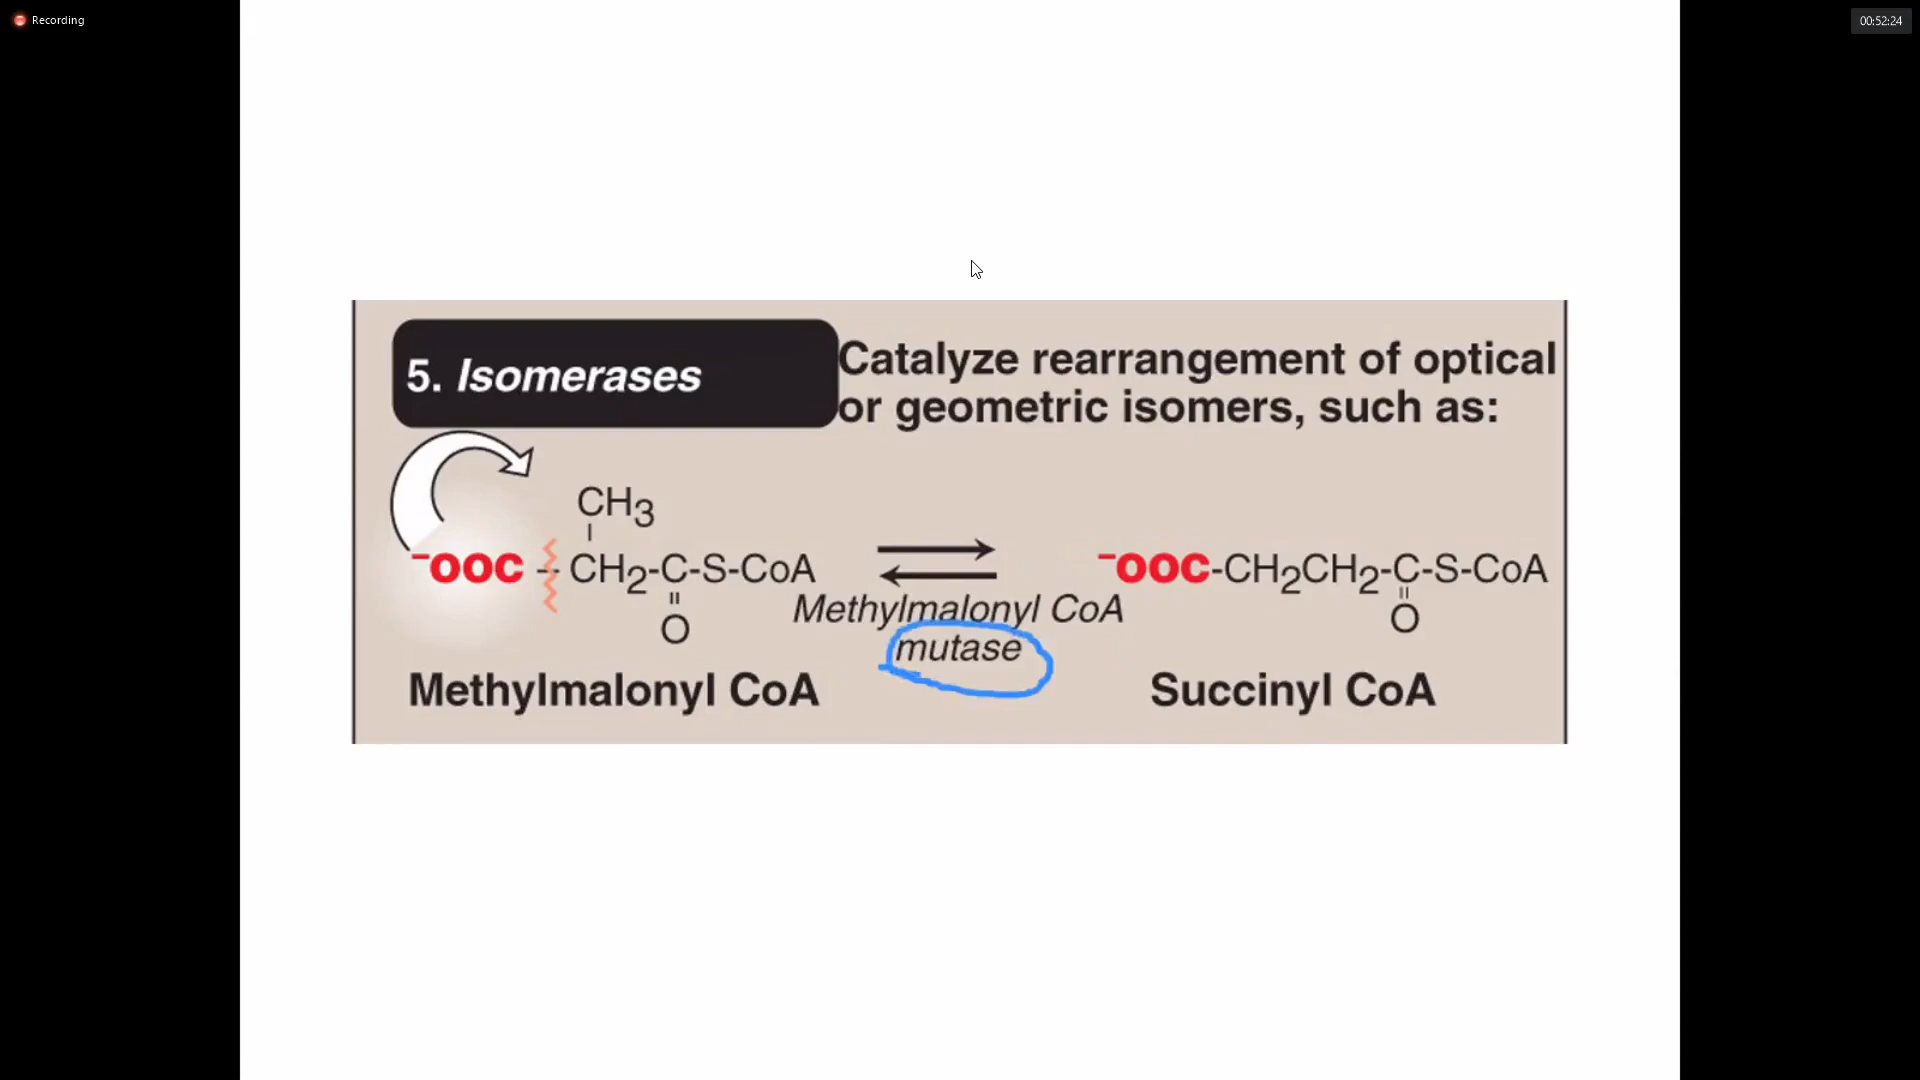 Recording
00:52:24
5. Isomerases
Catalyze rearrangement of optical
or geometric isomers, such as:
CH3
–OOC – CH2-C-S-CoA
=
O
–OOC-CH2CH2-C-S-CoA
=
O
Methylmalonyl CoA
mutase
Methylmalonyl CoA
Succinyl CoA